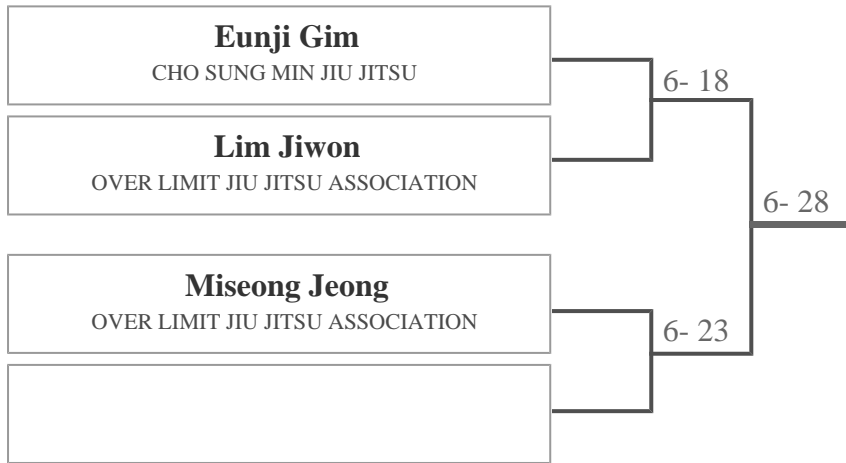 Eunji Gim
CHO SUNG MIN JIU JITSU
6- 18
Lim Jiwon
OVER LIMIT JIU JITSU ASSOCIATION
6- 28
Miseong Jeong
OVER LIMIT JIU JITSU ASSOCIATION
6- 23